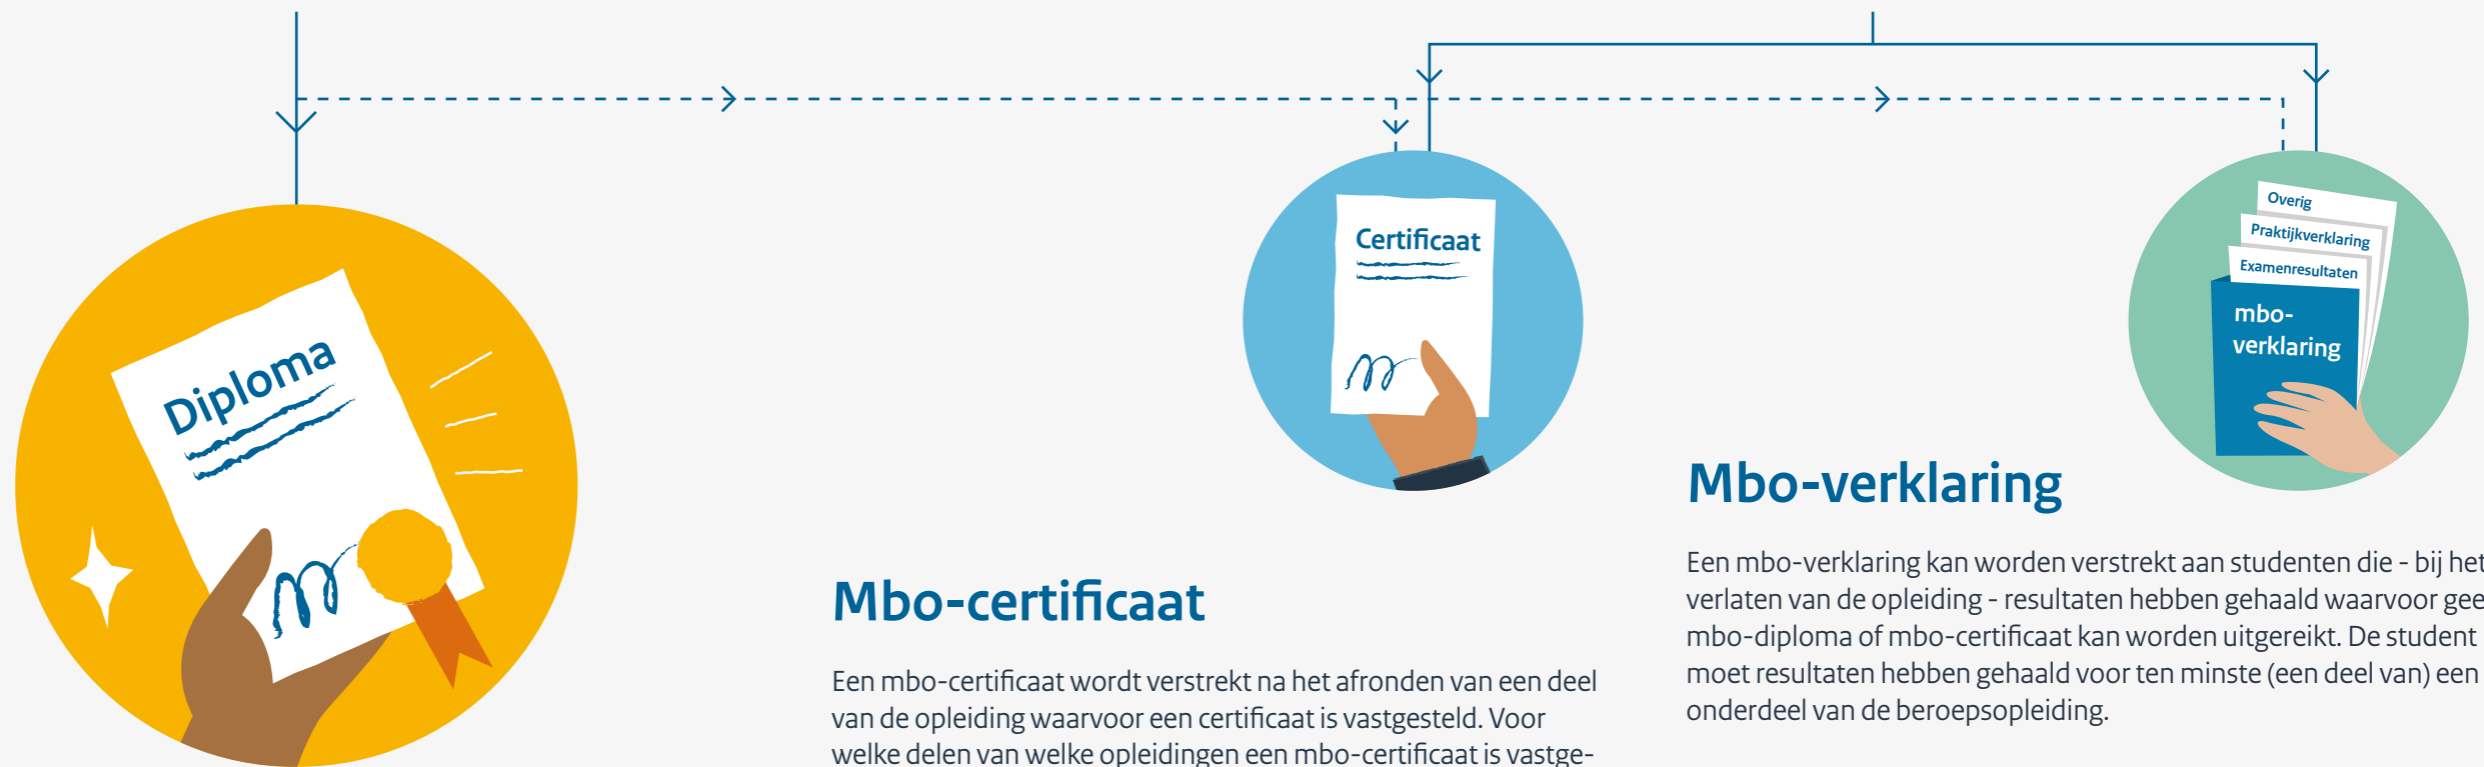 Diploma
Certificaat
Overig
Praktijkverklaring
Examenresultaten
mbo-
verklaring
Mbo-certificaat
Een mbo-certificaat wordt verstrekt na het afronden van een deel
van de opleiding waarvoor een certificaat is vastgesteld. Voor
welke delen van welke opleidingen een mbo-certificaat is vastge-
Mbo-verklaring
Een mbo-verklaring kan worden verstrekt aan studenten die - bij het
verlaten van de opleiding - resultaten hebben gehaald waarvoor gee
mbo-diploma of mbo-certificaat kan worden uitgereikt. De student
moet resultaten hebben gehaald voor ten minste (een deel van) een
onderdeel van de beroepsopleiding.